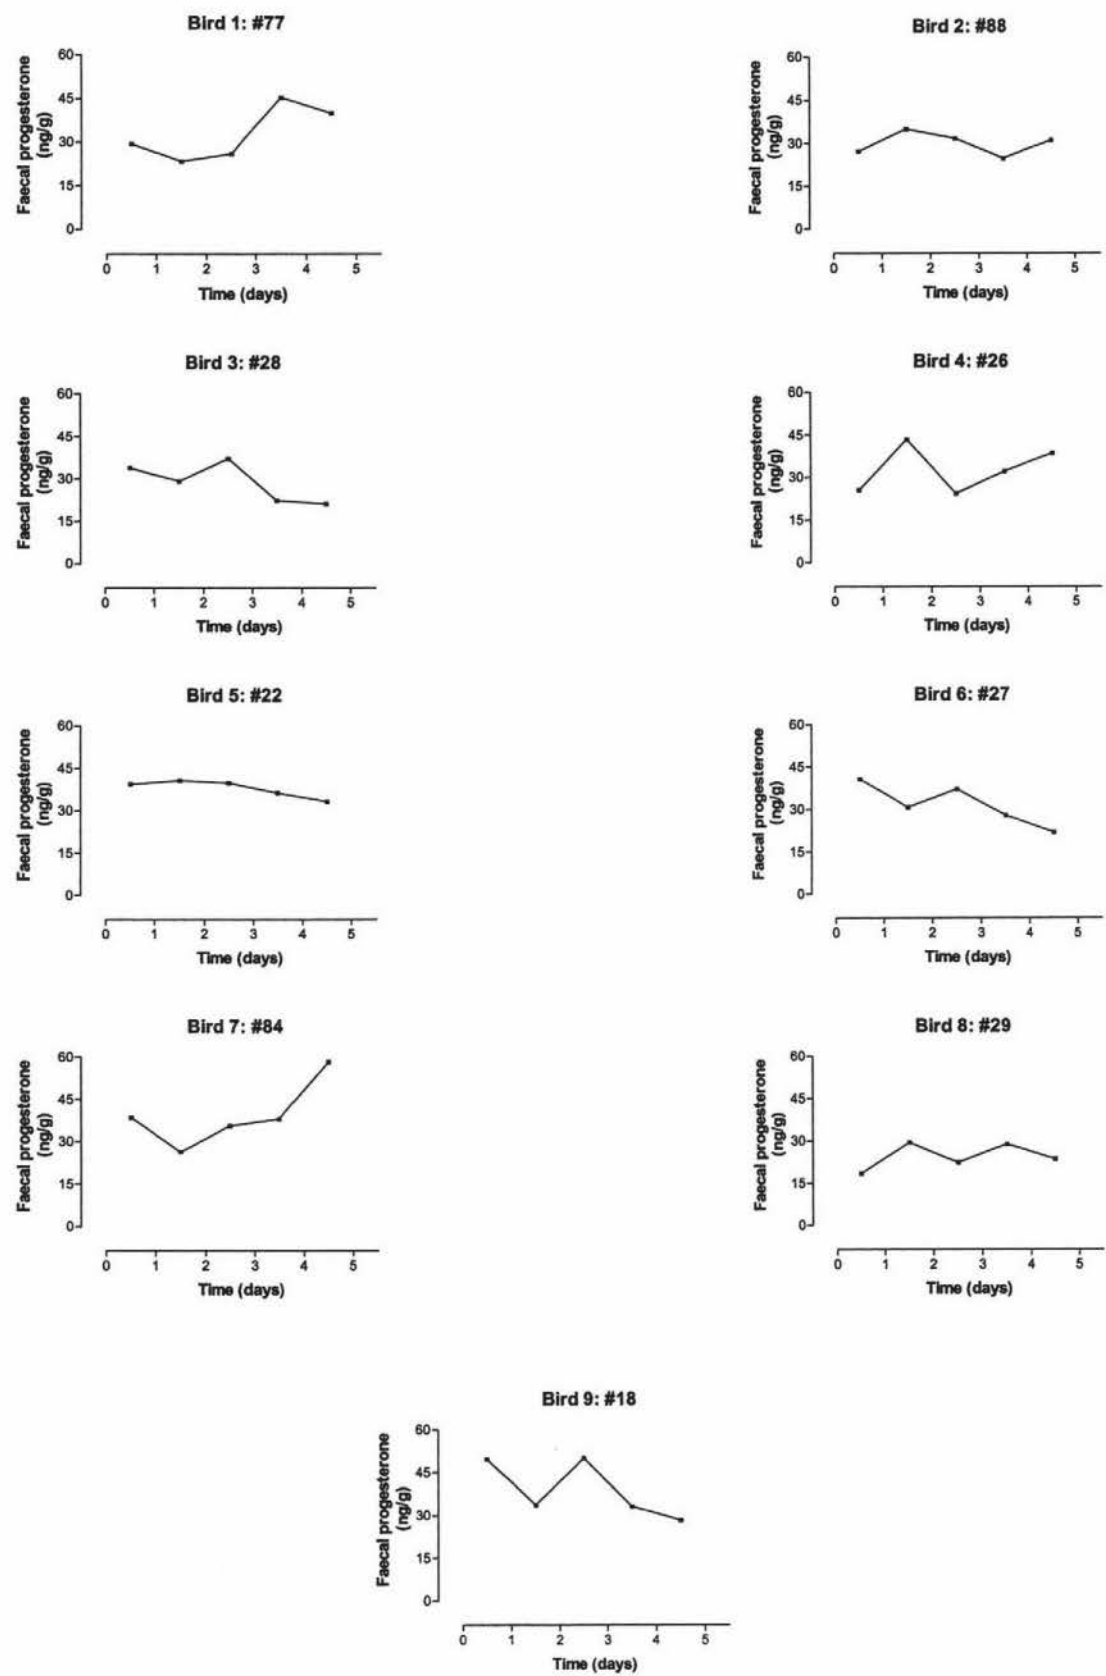 Bird 1: #77
Faecal progesterone
(ng/g)
60
45
30
15
0
0 1 2 3 4 5
Time (days)
Bird 2: #88
Faecal progesterone
(ng/g)
60
45
30
15
0
0 1 2 3 4 5
Time (days)
Bird 3: #28
Faecal progesterone
(ng/g)
60
45
30
15
0
0 1 2 3 4 5
Time (days)
Bird 4: #26
Faecal progesterone
(ng/g)
60
45
30
15
0
0 1 2 3 4 5
Time (days)
Bird 5: #22
Faecal progesterone
(ng/g)
60
45
30
15
0
0 1 2 3 4 5
Time (days)
Bird 6: #27
Faecal progesterone
(ng/g)
60
45
30
15
0
0 1 2 3 4 5
Time (days)
Bird 7: #84
Faecal progesterone
(ng/g)
60
45
30
15
0
0 1 2 3 4 5
Time (days)
Bird 8: #29
Faecal progesterone
(ng/g)
60
45
30
15
0
0 1 2 3 4 5
Time (days)
Bird 9: #18
Faecal progesterone
(ng/g)
60
45
30
15
0
0 1 2 3 4 5
Time (days)